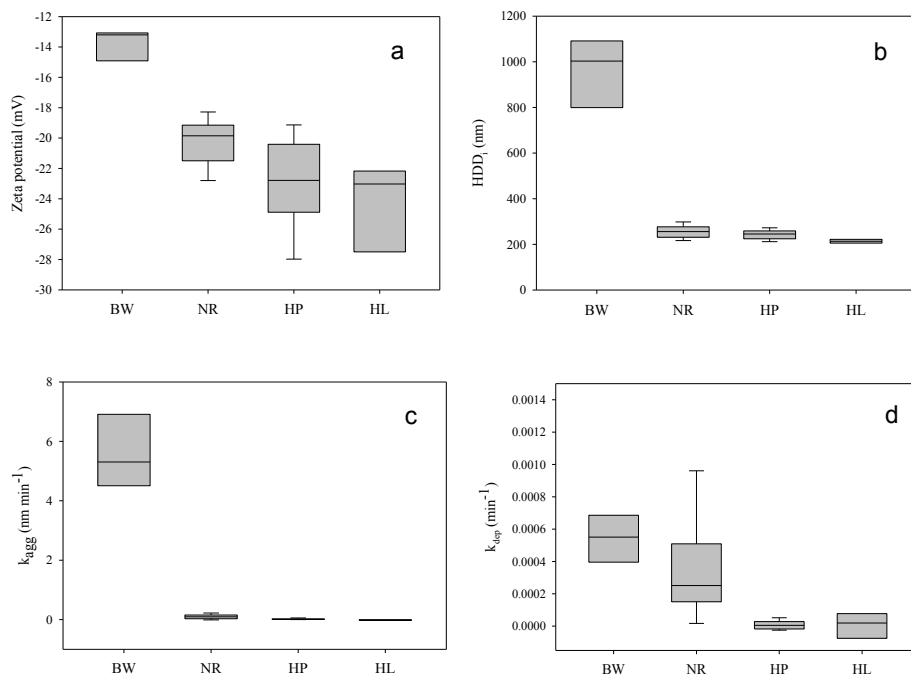 a
Zeta potential (mV)
-12
-14
-16
-18
-20
-22
-24
-26
-28
-30
BW NR HP HL
b
HDDᵢ (nm)
1200
1000
800
600
400
200
0
BW NR HP HL
c
kagg (nm min⁻¹)
8
6
4
2
0
BW NR HP HL
d
k_dep (min⁻¹)
0.0014
0.0012
0.0010
0.0008
0.0006
0.0004
0.0002
0.0000
BW NR HP HL